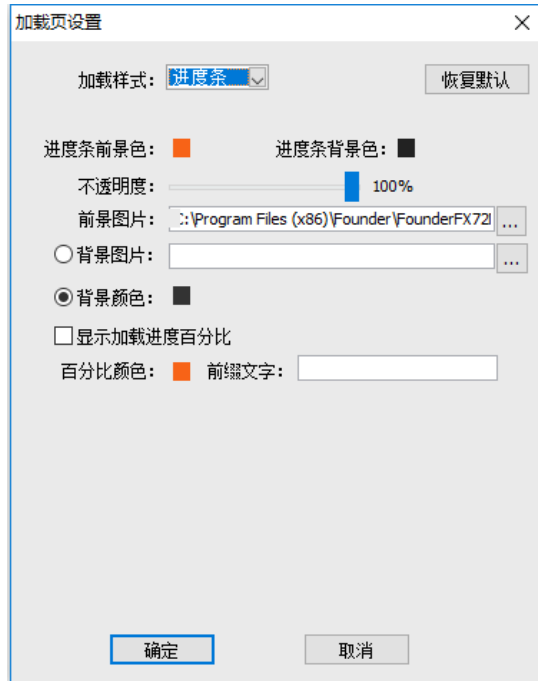 加载页设置
加载样式： 进度条 恢复默认
进度条前景色： 进度条背景色：
不透明度： 100%
前景图片： :\Program Files (x86)\Founder\FounderFX72 ...
背景图片： ...
背景颜色：
显示加载进度百分比
百分比颜色： 前缀文字：
确定 取消